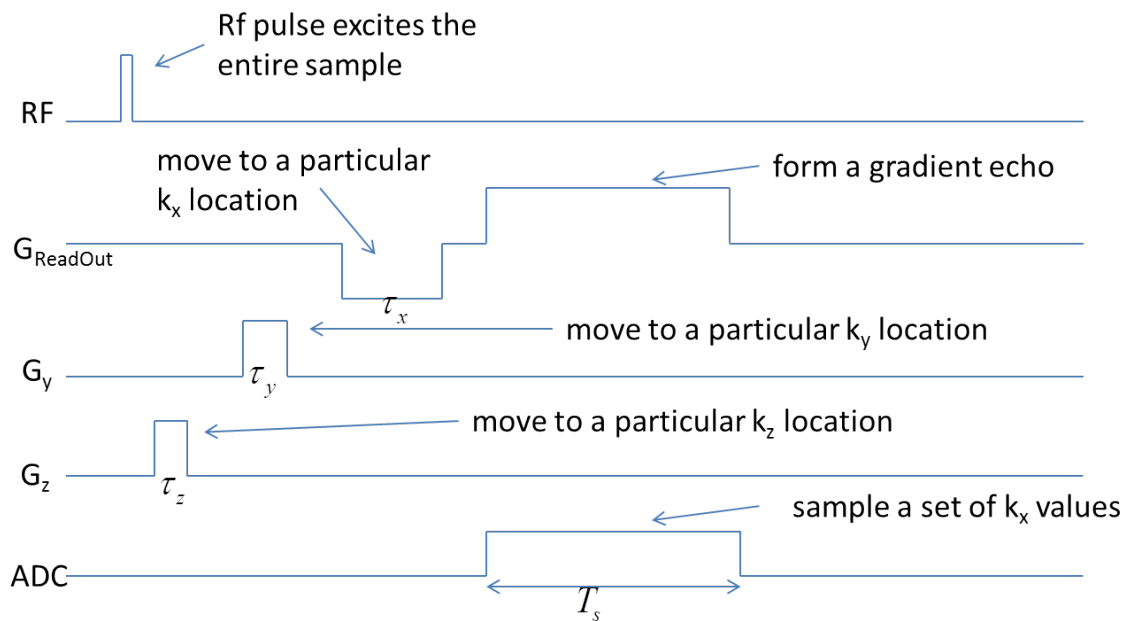 Rf pulse excites the
entire sample
RF
move to a particular
kx location
form a gradient echo
GReadOut
τx
move to a particular ky location
Gy
τy
move to a particular kz location
Gz
τz
sample a set of kx values
ADC
Ts